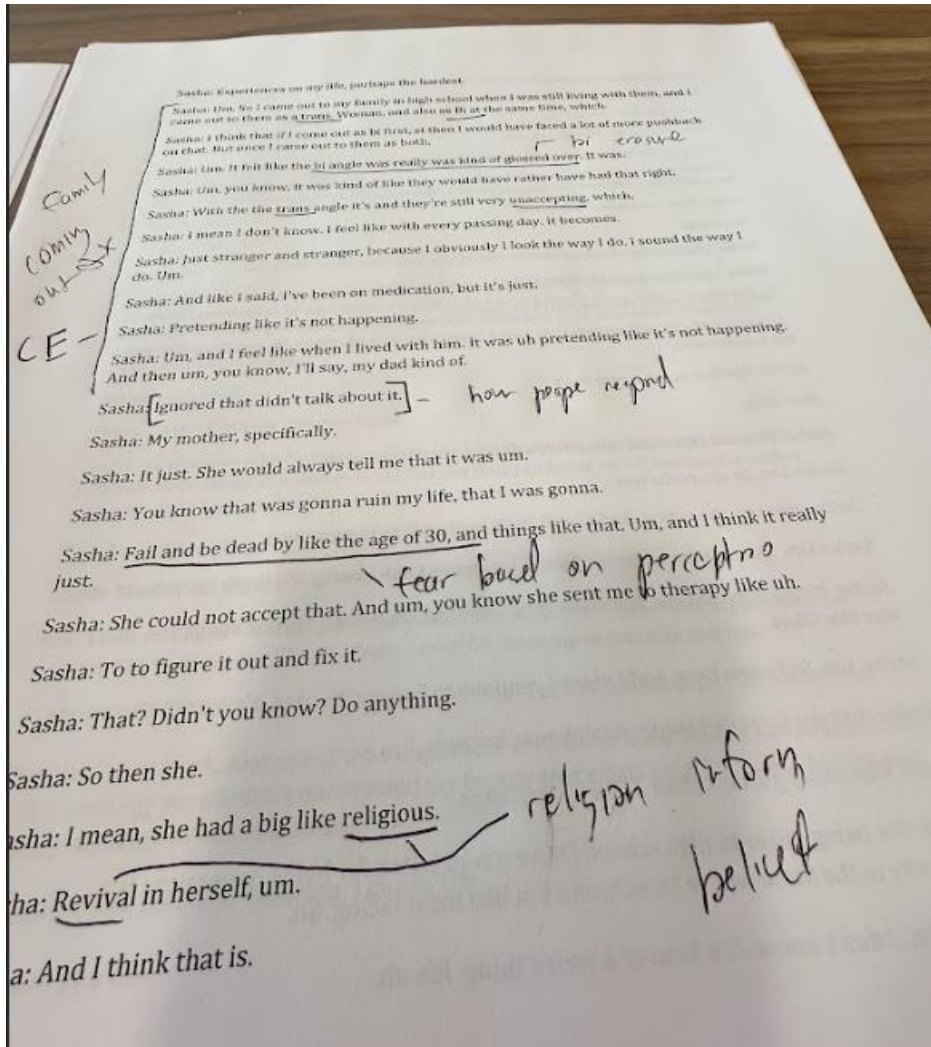 Sasha: Experiences on my life, perhaps the hardest.
Sasha: Um. So I came out to my family in high school when I was still living with them, and I
came out to them as a trans. Woman, and also as Bi at the same time, which.
Sasha: I think that if I come out as bi first, at then I would have faced a lot of more pushback
on that. But once I came out to them as both.
bi erasure
Sasha: Um. It felt like the bi angle was really was kind of glossed over. It was.
Sasha: Um, you know, it was kind of like they would have rather have had that right.
Family
Sasha: With the the trans angle it's and they're still very unaccepting, which,
Sasha: I mean I don't know. I feel like with every passing day, it becomes.
coming
out
Sasha: Just stranger and stranger, because I obviously I look the way I do, I sound the way I
do. Um.
Sasha: And like I said, I've been on medication, but it's just.
CE -
Sasha: Pretending like it's not happening.
Sasha: Um, and I feel like when I lived with him. It was uh pretending like it's not happening.
And then um, you know, I'll say, my dad kind of.
Sasha: [Ignored that didn't talk about it.] - how peope respond
Sasha: My mother, specifically.
Sasha: It just. She would always tell me that it was um.
Sasha: You know that was gonna ruin my life, that I was gonna.
Sasha: Fail and be dead by like the age of 30, and things like that. Um, and I think it really
just.
fear based on
Sasha: She could not accept that. And um, you know she sent me to therapy like uh.
Sasha: To to figure it out and fix it.
Sasha: That? Didn't you know? Do anything.
Sasha: So then she.
asha: I mean, she had a big like religious.
religion inform
belief
ha: Revival in herself, um.
a: And I think that is.